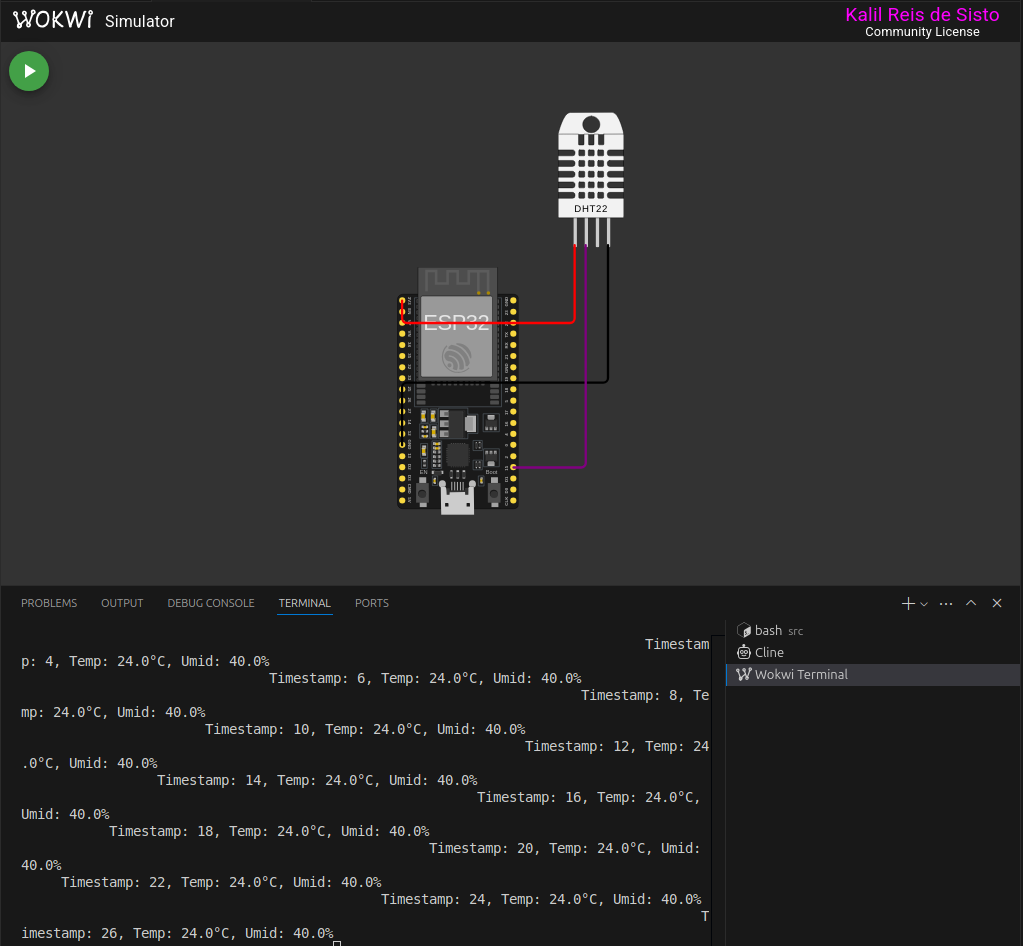 WOKWI Simulator
Kalil Reis de Sisto
Community License
DHT22
ESP32
EN
Boot
PROBLEMS OUTPUT DEBUG CONSOLE TERMINAL PORTS
Timestam
p: 4, Temp: 24.0°C, Umid: 40.0%
Timestamp: 6, Temp: 24.0°C, Umid: 40.0%
Timestamp: 8, Te
mp: 24.0°C, Umid: 40.0%
Timestamp: 10, Temp: 24.0°C, Umid: 40.0%
Timestamp: 12, Temp: 24
.0°C, Umid: 40.0%
Timestamp: 14, Temp: 24.0°C, Umid: 40.0%
Timestamp: 16, Temp: 24.0°C,
Umid: 40.0%
Timestamp: 18, Temp: 24.0°C, Umid: 40.0%
Timestamp: 20, Temp: 24.0°C, Umid:
40.0%
Timestamp: 22, Temp: 24.0°C, Umid: 40.0%
Timestamp: 24, Temp: 24.0°C, Umid: 40.0%
T
imestamp: 26, Temp: 24.0°C, Umid: 40.0%
bash src
Cline
Wokwi Terminal